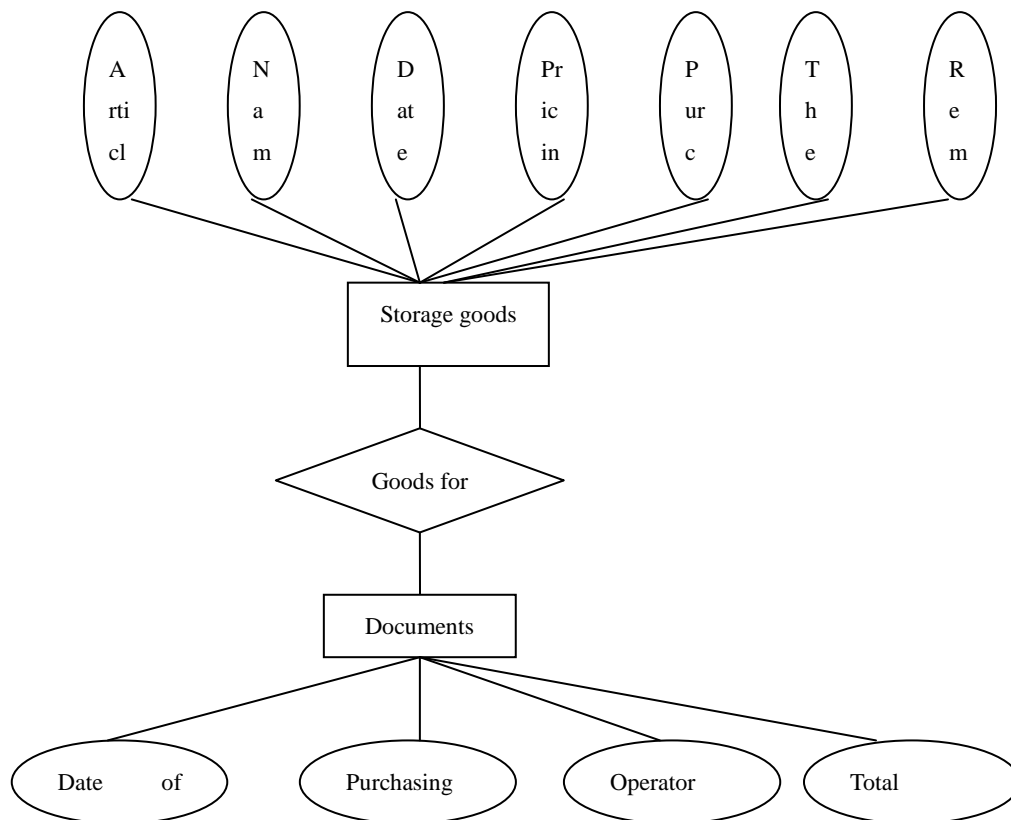 A
rti
cl
N
a
m
D
at
e
Pr
ic
in
P
ur
c
T
h
e
R
e
m
Storage goods
Goods for
Documents
Date of
Purchasing
Operator
Total